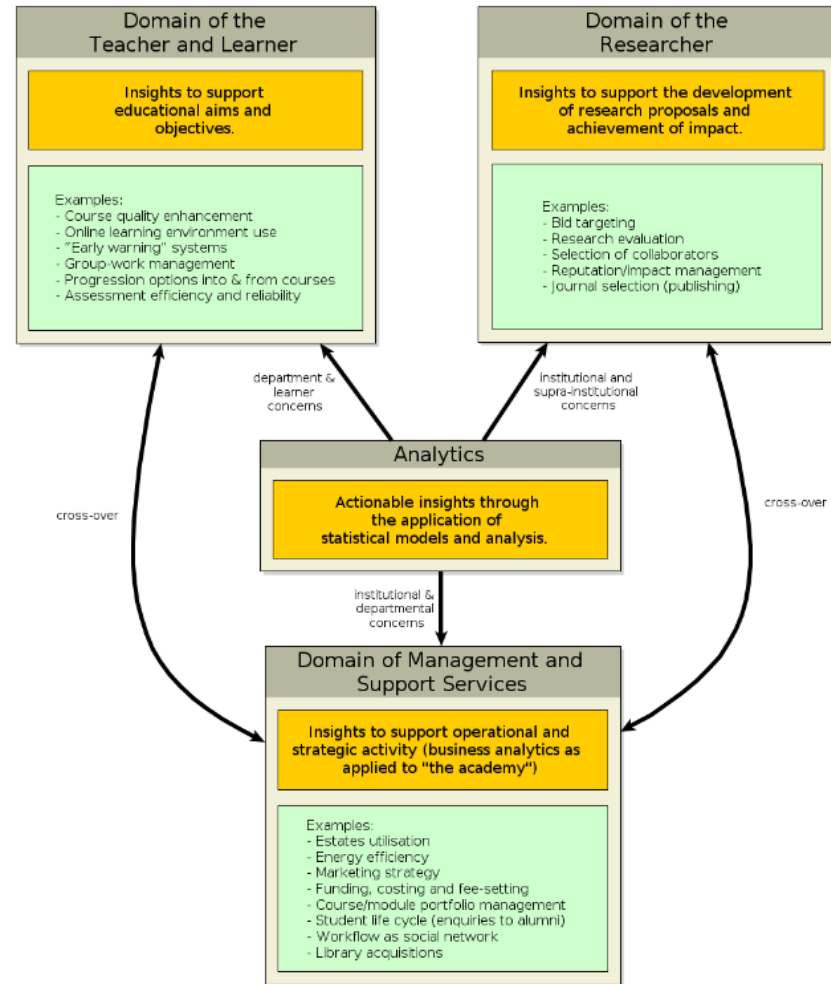 Domain of the
Teacher and Learner
Insights to support
educational aims and
objectives.
Examples:
- Course quality enhancement
- Online learning environment use
- "Early warning" systems
- Group-work management
- Progression options into & from courses
- Assessment efficiency and reliability
Domain of the
Researcher
Insights to support the development
of research proposals and
achievement of impact.
Examples:
- Bid targeting
- Research evaluation
- Selection of collaborators
- Reputation/impact management
- Journal selection (publishing)
department &
learner
concerns
institutional and
supra-institutional
concerns
Analytics
Actionable insights through
the application of
statistical models and analysis.
cross-over
cross-over
institutional &
departmental
concerns
Domain of Management and
Support Services
Insights to support operational and
strategic activity (business analytics as
applied to "the academy")
Examples:
- Estates utilisation
- Energy efficiency
- Marketing strategy
- Funding, costing and fee-setting
- Course/module portfolio management
- Student life cycle (enquiries to alumni)
- Workflow as social network
- Library acquisitions